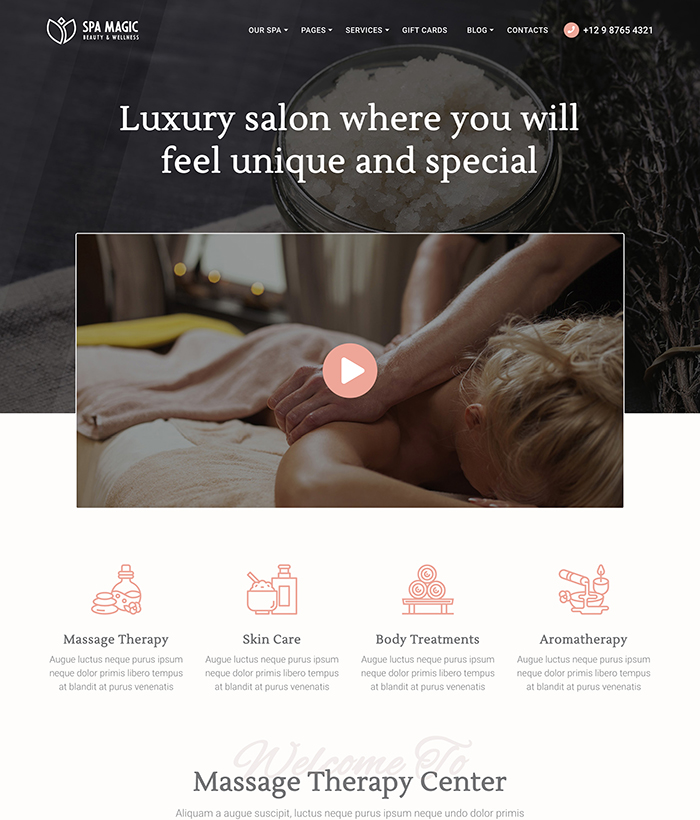 SPA MAGIC
BEAUTY & WELLNESS
OUR SPA PAGES SERVICES GIFT CARDS BLOG CONTACTS +12 9 8765 4321
Luxury salon where you will
feel unique and special
Massage Therapy
Augue luctus neque purus ipsum
neque dolor primis libero tempus
at blandit at purus venenatis
Skin Care
Augue luctus neque purus ipsum
neque dolor primis libero tempus
at blandit at purus venenatis
Body Treatments
Augue luctus neque purus ipsum
neque dolor primis libero tempus
at blandit at purus venenatis
Aromatherapy
Augue luctus neque purus ipsum
neque dolor primis libero tempus
at blandit at purus venenatis
Welcome To
Massage Therapy Center
Aliquam a augue suscipit, luctus neque purus ipsum neque undo dolor primis